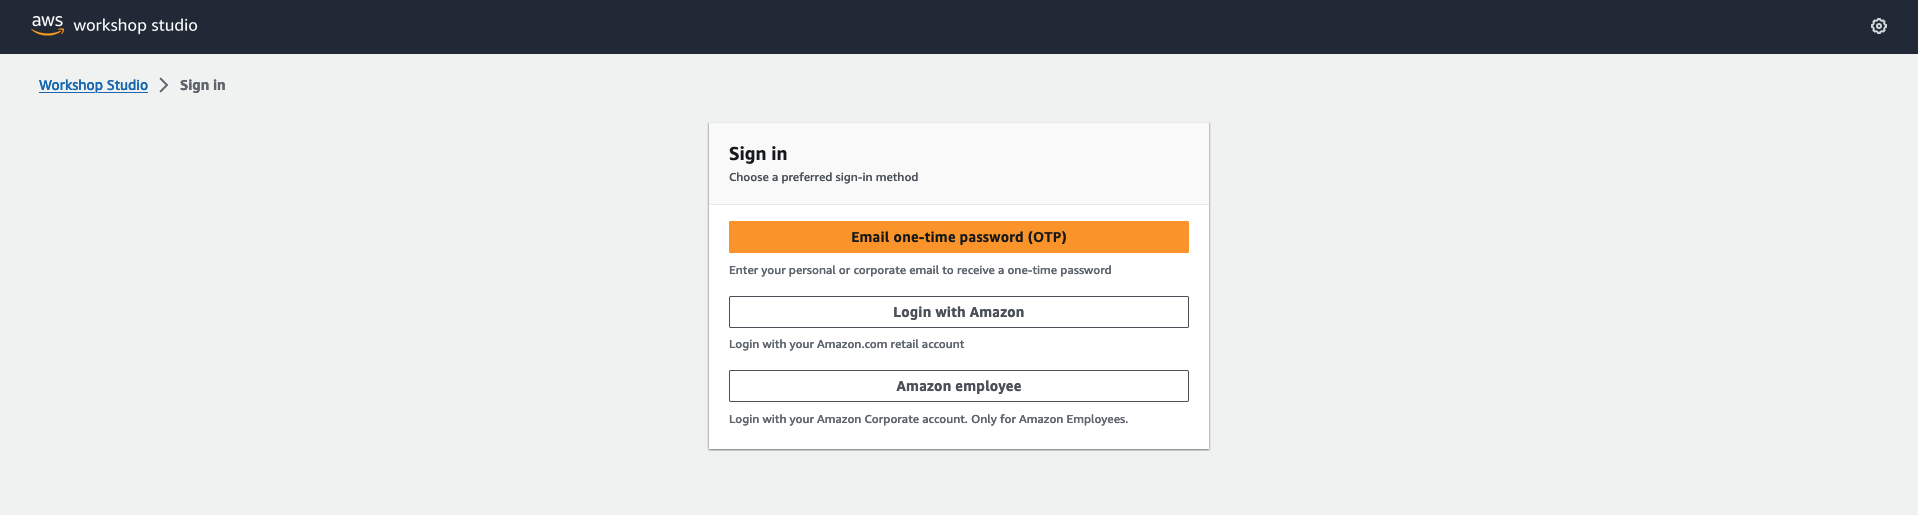 aws workshop studio
Workshop Studio > Sign in
Sign in
Choose a preferred sign-in method
Email one-time password (OTP)
Enter your personal or corporate email to receive a one-time password
Login with Amazon
Login with your Amazon.com retail account
Amazon employee
Login with your Amazon Corporate account. Only for Amazon Employees.